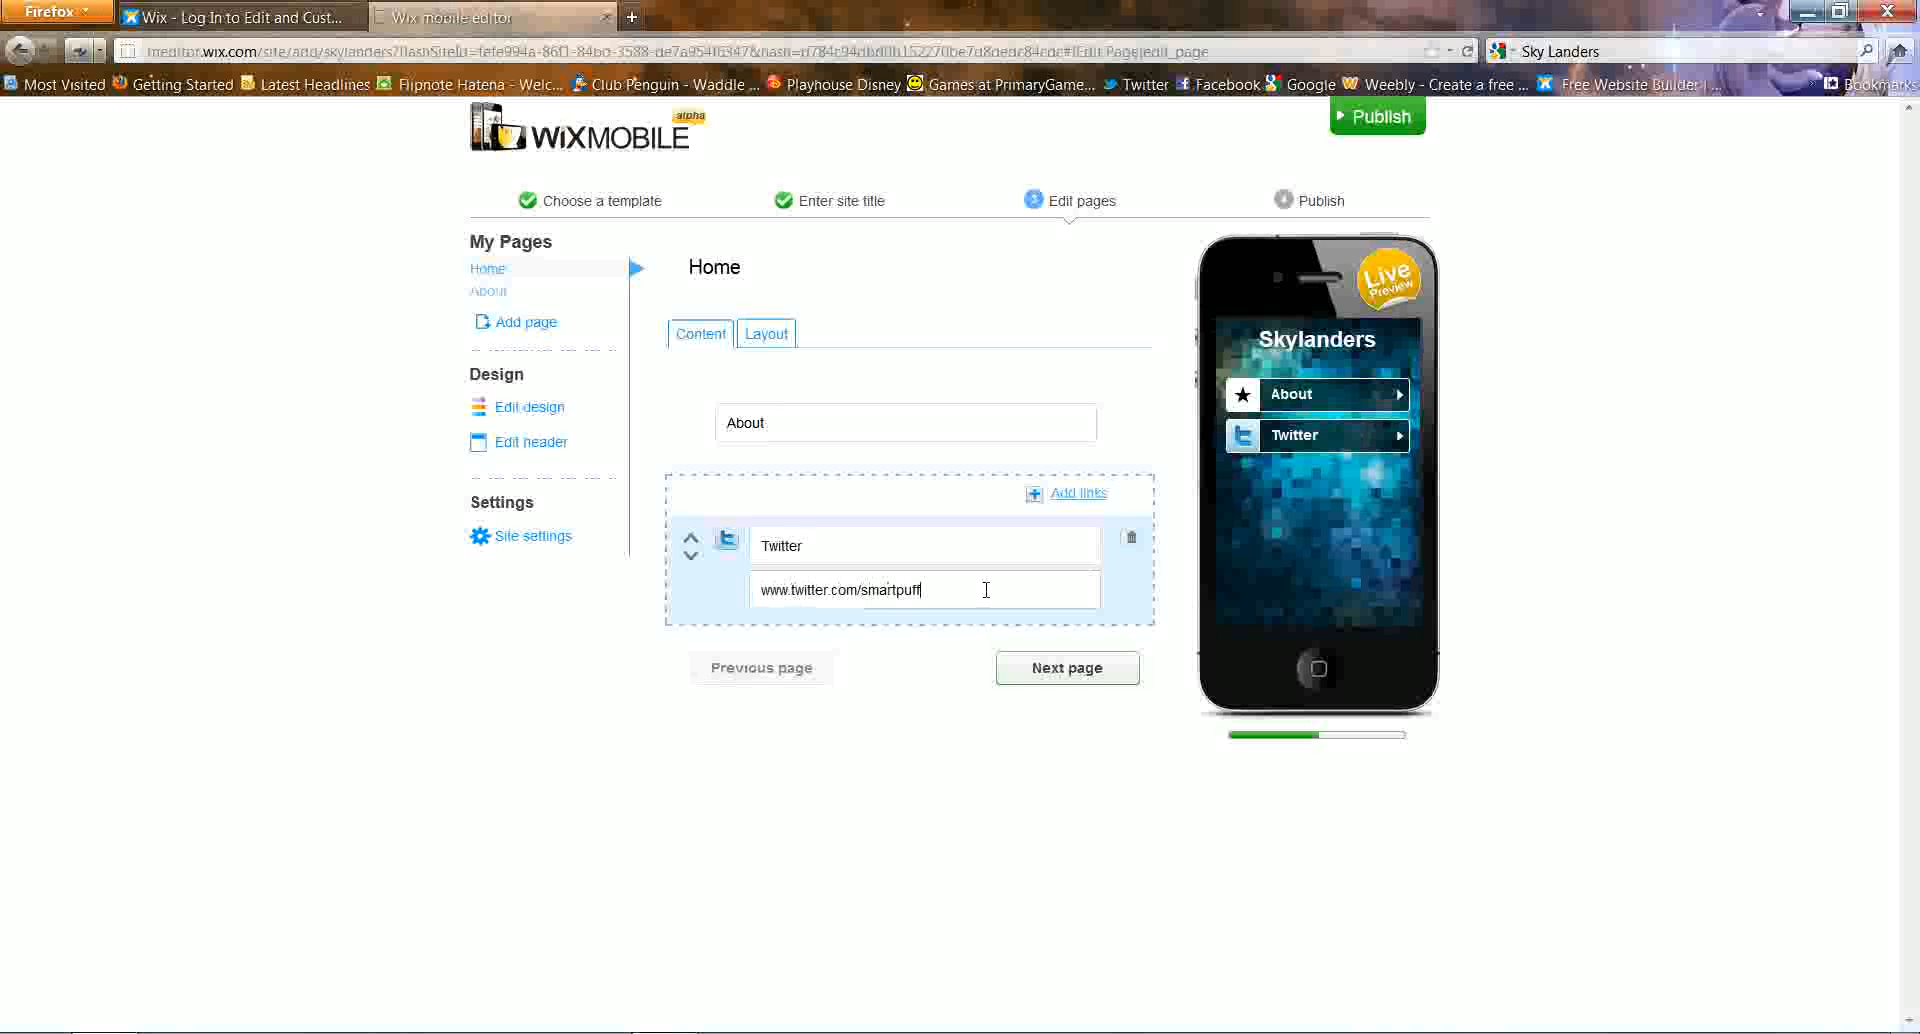 Firefox
Wix - Log In to Edit and Cust...
Wix mobile editor
Sky Landers
Most Visited
Getting Started
Latest Headlines
Flipnote Hatena - Welc...
Club Penguin - Waddle ...
Playhouse Disney
Games at PrimaryGame...
Twitter
Facebook
Google
Weebly - Create a free ...
Free Website Builder | ...
Bookmarks
WiXMOBILE
alpha
Publish
Choose a template
Enter site title
3 Edit pages
4 Publish
My Pages
Home
About
Add page
Design
Edit design
Edit header
Settings
Site settings
Home
Content
Layout
About
Add links
Twitter
www.twitter.com/smartpuff
Previous page
Next page
Live
Preview
Skylanders
About
Twitter